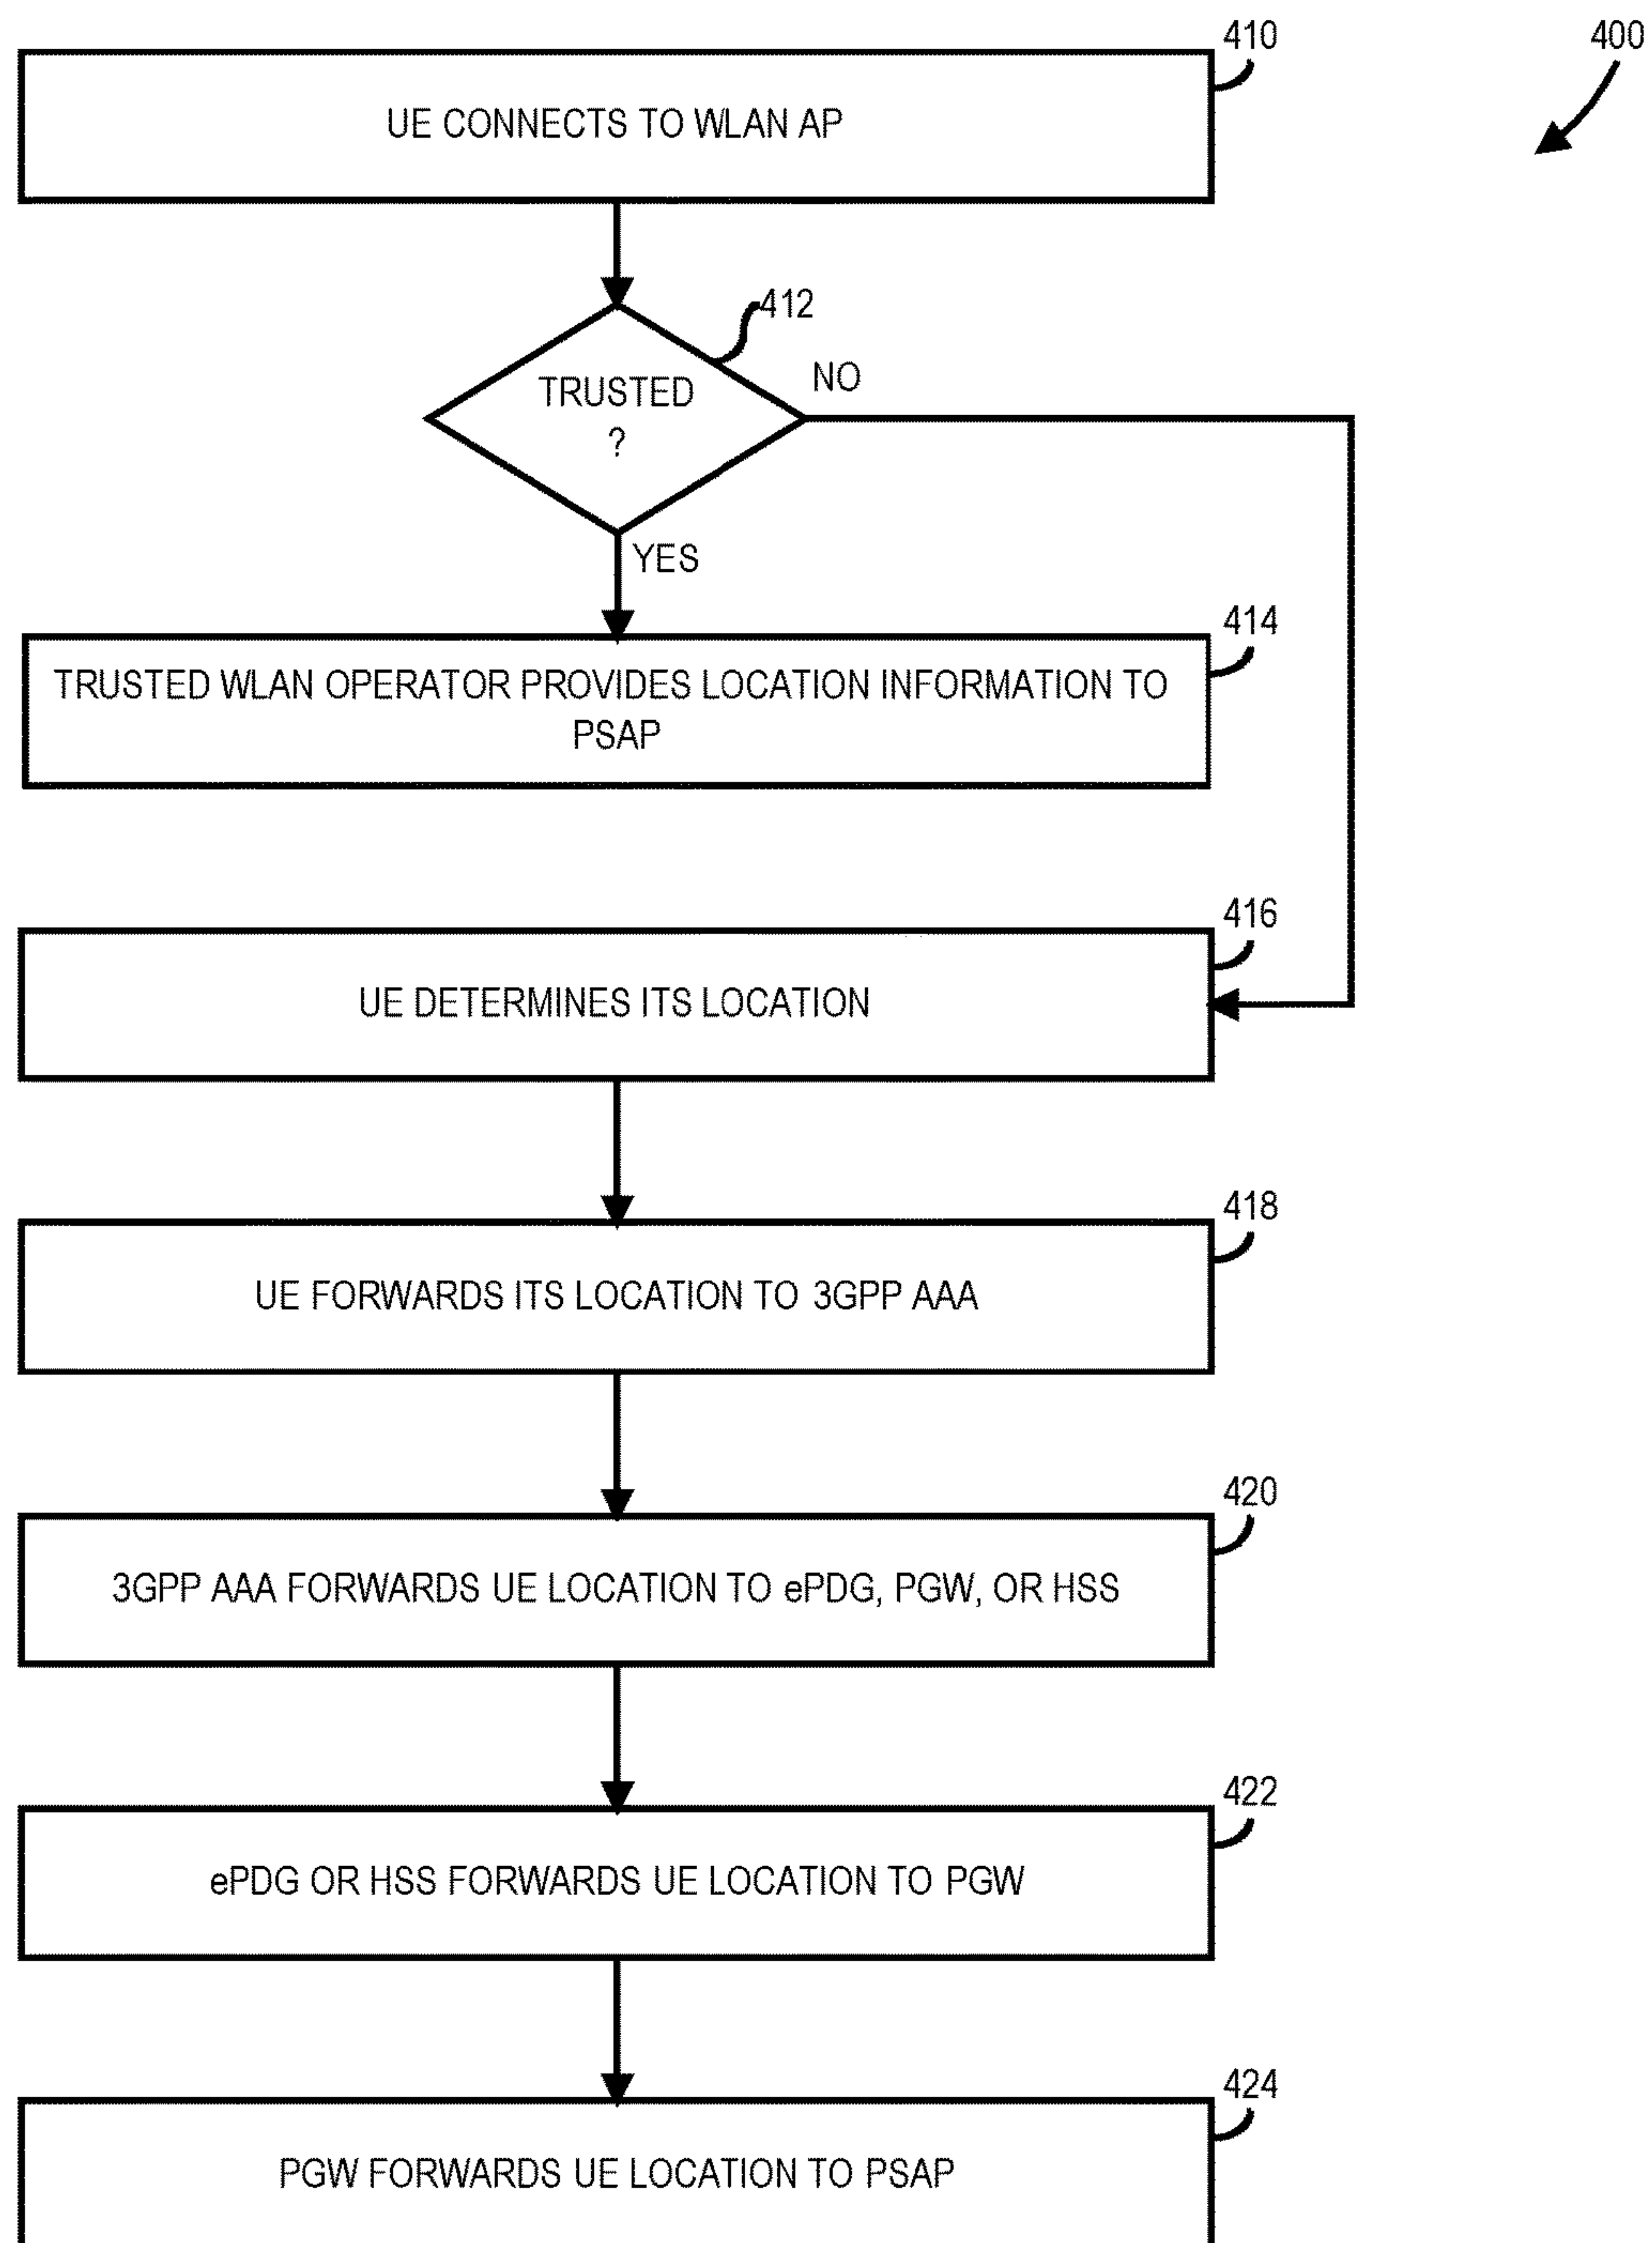 410
400
UE CONNECTS TO WLAN AP
412
TRUSTED
?
NO
YES
414
TRUSTED WLAN OPERATOR PROVIDES LOCATION INFORMATION TO
PSAP
416
UE DETERMINES ITS LOCATION
418
UE FORWARDS ITS LOCATION TO 3GPP AAA
420
3GPP AAA FORWARDS UE LOCATION TO ePDG, PGW, OR HSS
422
ePDG OR HSS FORWARDS UE LOCATION TO PGW
424
PGW FORWARDS UE LOCATION TO PSAP